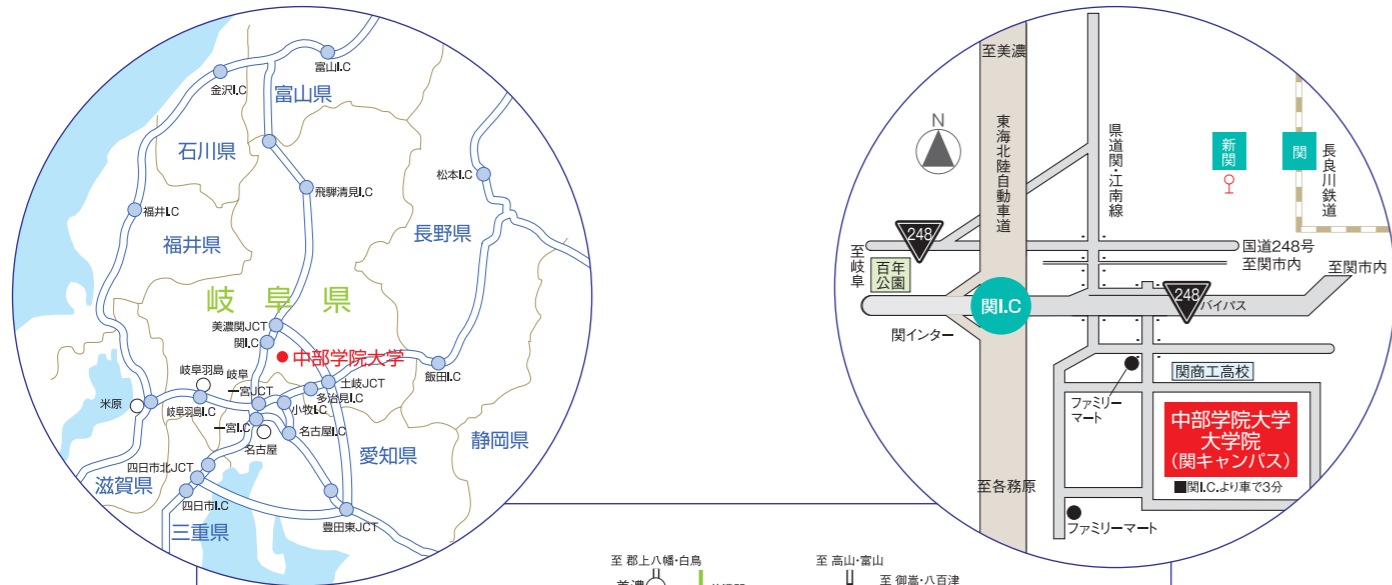 富山I.C
金沢I.C
富山県
石川県
飛騨清見I.C
松本I.C
福井I.C
福井県
長野県
岐阜県
美濃関JCT
関I.C
中部学院大学
岐阜羽島
岐阜
一宮JCT
土岐JCT
飯田I.C
多治見I.C
米原
岐阜羽島I.C
小牧I.C
一宮I.C
名古屋I.C
名古屋
愛知県
静岡県
四日市北JCT
滋賀県
四日市I.C
三重県
豊田東JCT
至美濃
N
東海北陸自動車道
県道関・江南線
新関
関
長良川鉄道
248
国道248号
至関市内
至関市内
至岐阜
百年
公園
関I.C
248
バイパス
関インター
関商工高校
ファミリー
マート
中部学院大学
大学院
(関キャンパス)
■関I.C.より車で3分
至各務原
ファミリーマート
至 郡上八幡・白鳥
至 高山・富山
至 御嵩・八百津